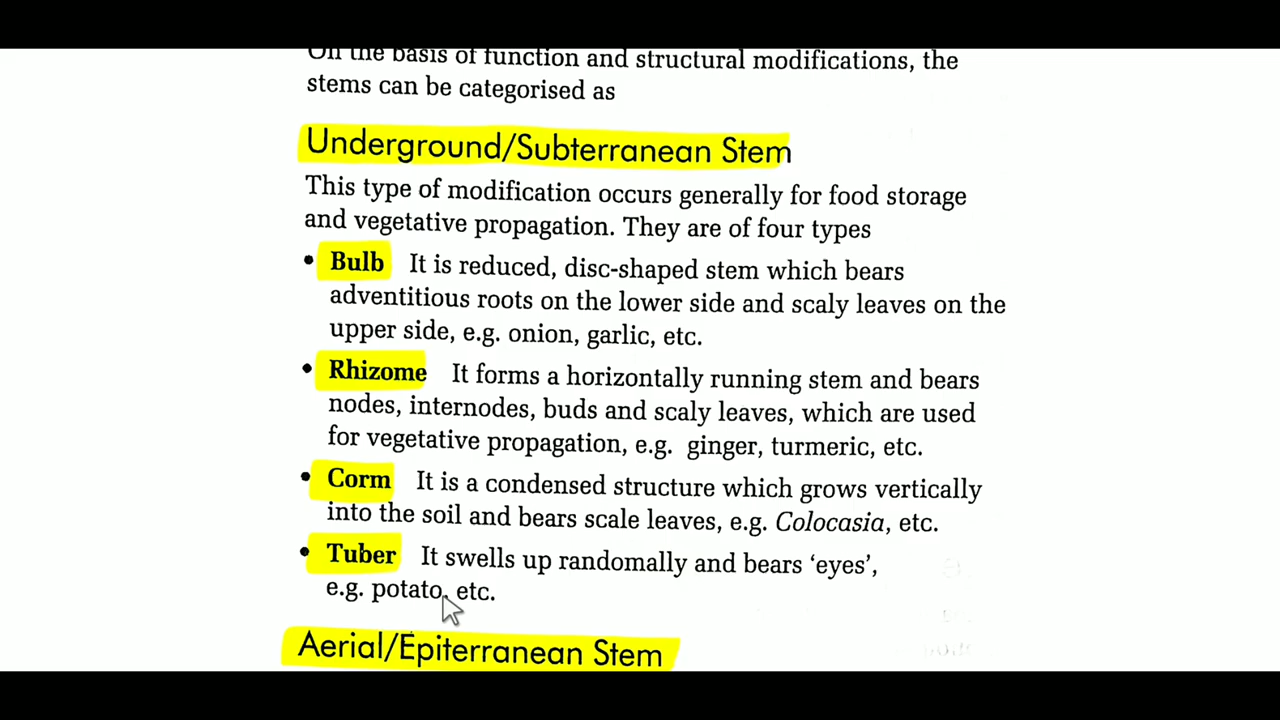 On the basis of function and structural modifications, the
stems can be categorised as
Underground/Subterranean Stem
This type of modification occurs generally for food storage
and vegetative propagation. They are of four types
• Bulb It is reduced, disc-shaped stem which bears
adventitious roots on the lower side and scaly leaves on the
upper side, e.g. onion, garlic, etc.
• Rhizome It forms a horizontally running stem and bears
nodes, internodes, buds and scaly leaves, which are used
for vegetative propagation, e.g. ginger, turmeric, etc.
• Corm It is a condensed structure which grows vertically
into the soil and bears scale leaves, e.g. Colocasia, etc.
• Tuber It swells up randomally and bears ‘eyes’,
e.g. potato, etc.
Aerial/Epiterranean Stem